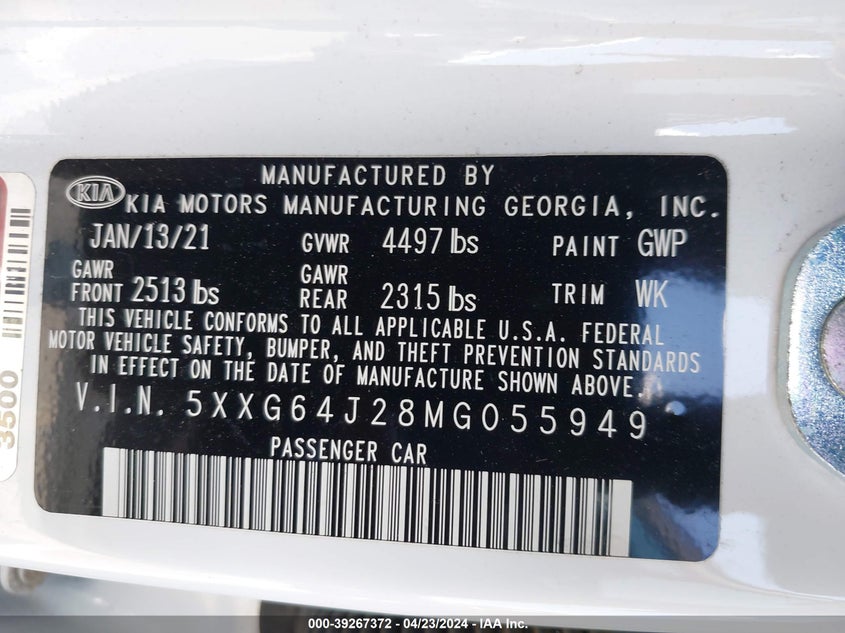 MANUFACTURED BY
KIA
KIA MOTORS MANUFACTURING GEORGIA, INC.
JAN/13/21 GVWR 4497 lbs PAINT GWP
GAWR FRONT 2513 lbs GAWR REAR 2315 lbs TRIM WK
THIS VEHICLE CONFORMS TO ALL APPLICABLE U.S.A. FEDERAL
MOTOR VEHICLE SAFETY, BUMPER, AND THEFT PREVENTION STANDARDS
IN EFFECT ON THE DATE OF MANUFACTURE SHOWN ABOVE.
V.I.N. 5XXG64J28MG055949
PASSENGER CAR
3500
000-39267372 - 04/23/2024 - IAA Inc.